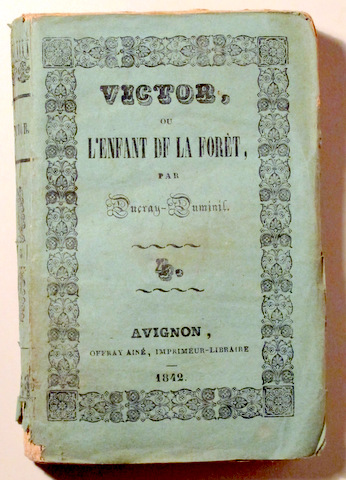 VICTOR,
OU
L'ENFANT DE LA FORÊT,
PAR
Ducray-Duminil.
AVIGNON,
OFFRAY AINÉ, IMPRIMEUR-LIBRAIRE
1842.